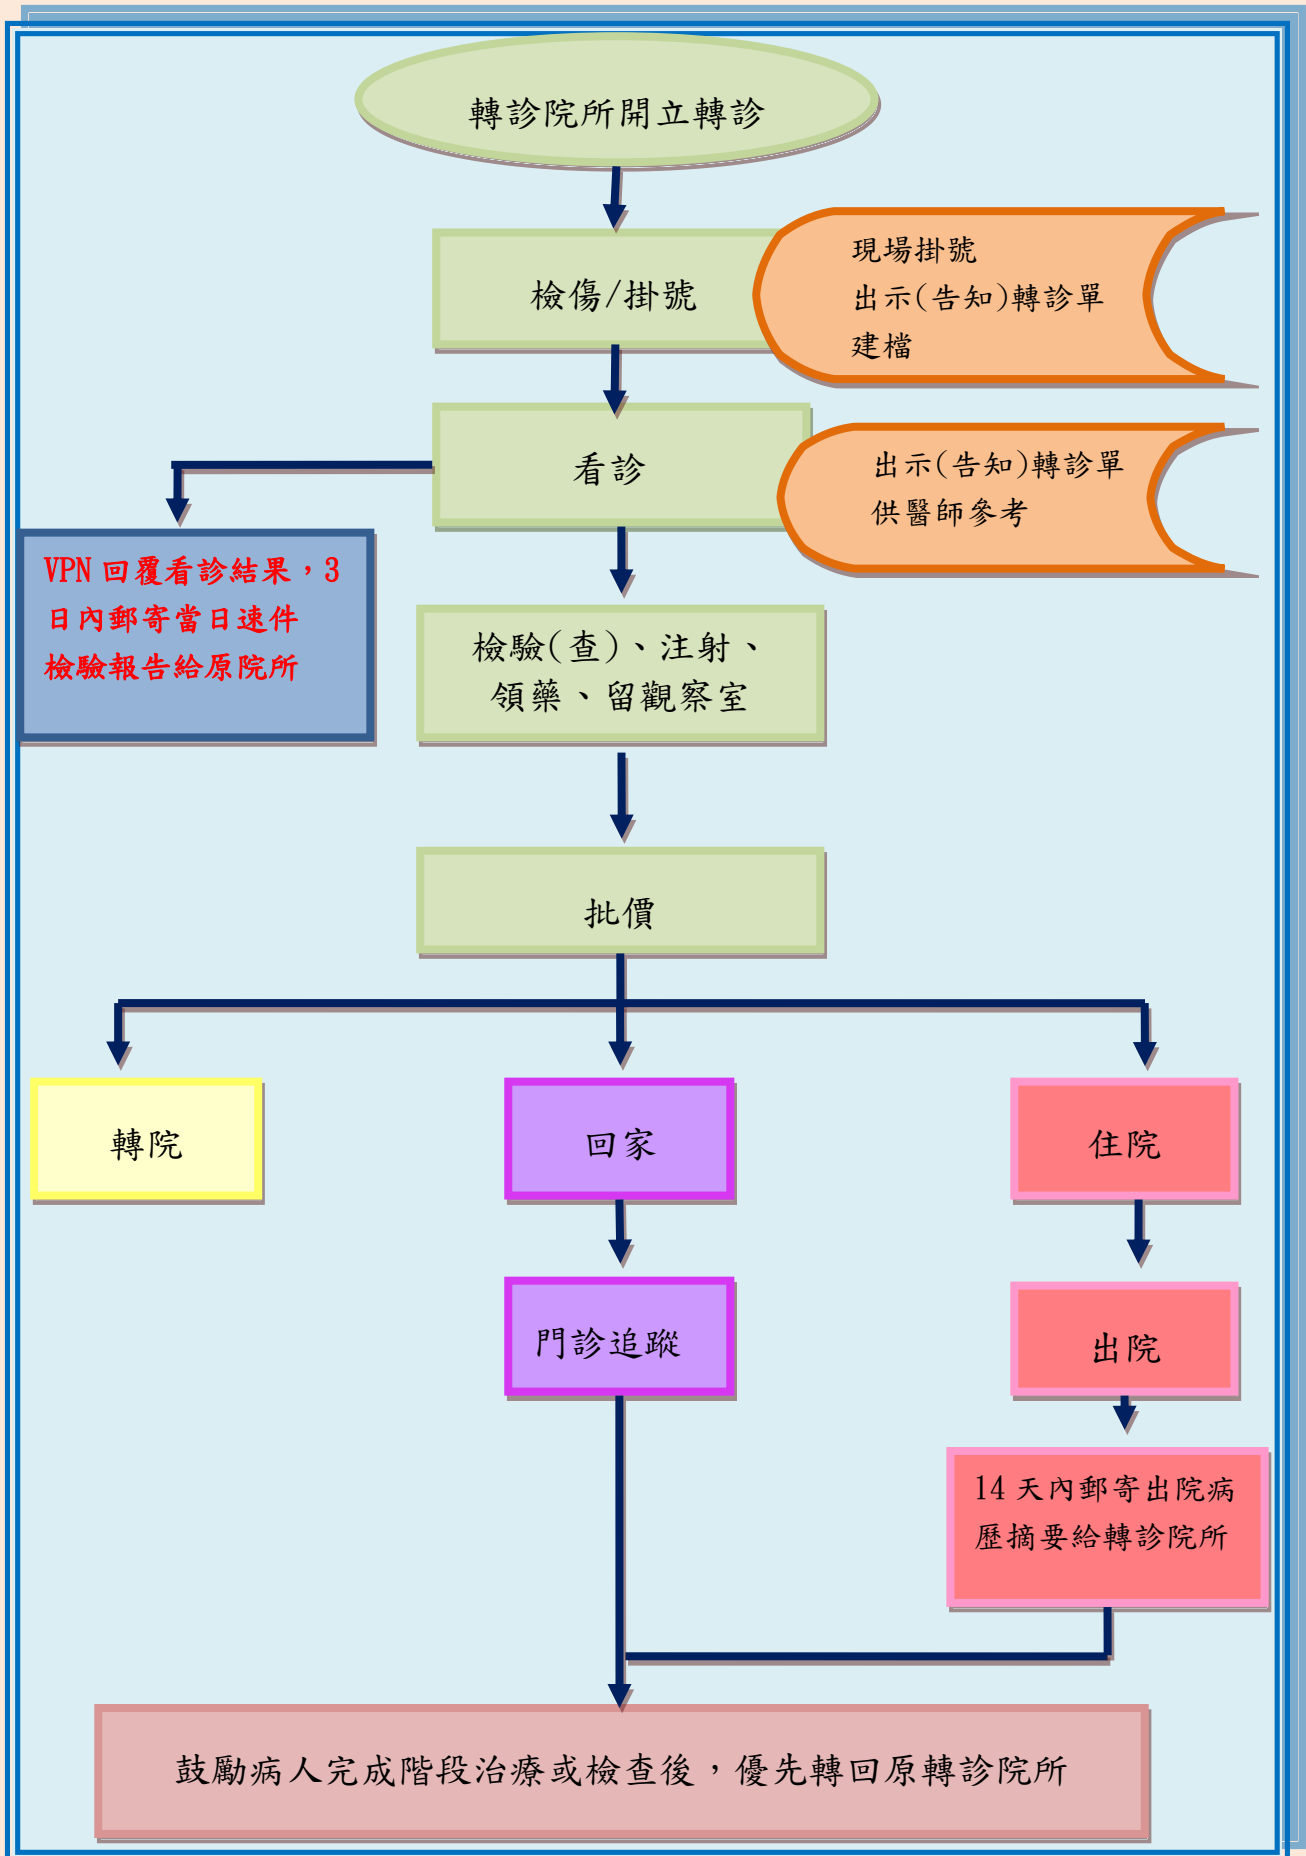 轉診院所開立轉診
檢傷/掛號
現場掛號
出示(告知)轉診單
建檔
看診
出示(告知)轉診單
供醫師參考
VPN 回覆看診結果，3
日內郵寄當日速件
檢驗報告給原院所
檢驗(查)、注射、
領藥、留觀察室
批價
轉院
回家
住院
門診追蹤
出院
14 天內郵寄出院病
歷摘要給轉診院所
鼓勵病人完成階段治療或檢查後，優先轉回原轉診院所